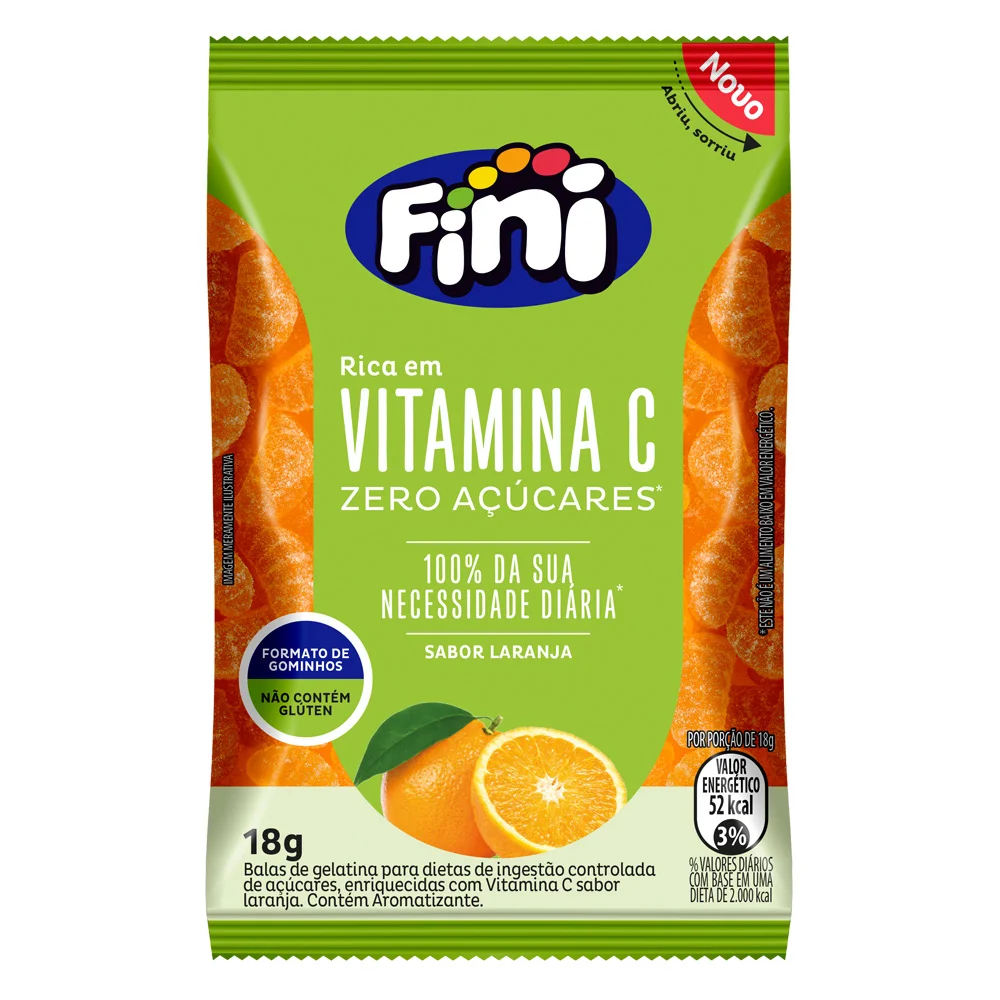 Novo
Abriu, sorriu
Fini
Rica em
VITAMINA C
ZERO AÇÚCARES*
100% DA SUA
NECESSIDADE DIÁRIA*
SABOR LARANJA
IMAGEM MERAMENTE ILUSTRATIVA
*ESTE NÃO É UM ALIMENTO BAIXO EM VALOR ENERGÉTICO.
FORMATO DE
GOMINHOS
NÃO CONTÉM
GLÚTEN
POR PORÇÃO DE 18g
VALOR
ENERGÉTICO
52 kcal
3%
% VALORES DIÁRIOS
COM BASE EM UMA
DIETA DE 2.000 kcal
18g
Balas de gelatina para dietas de ingestão controlada
de açúcares, enriquecidas com Vitamina C sabor
laranja. Contém Aromatizante.